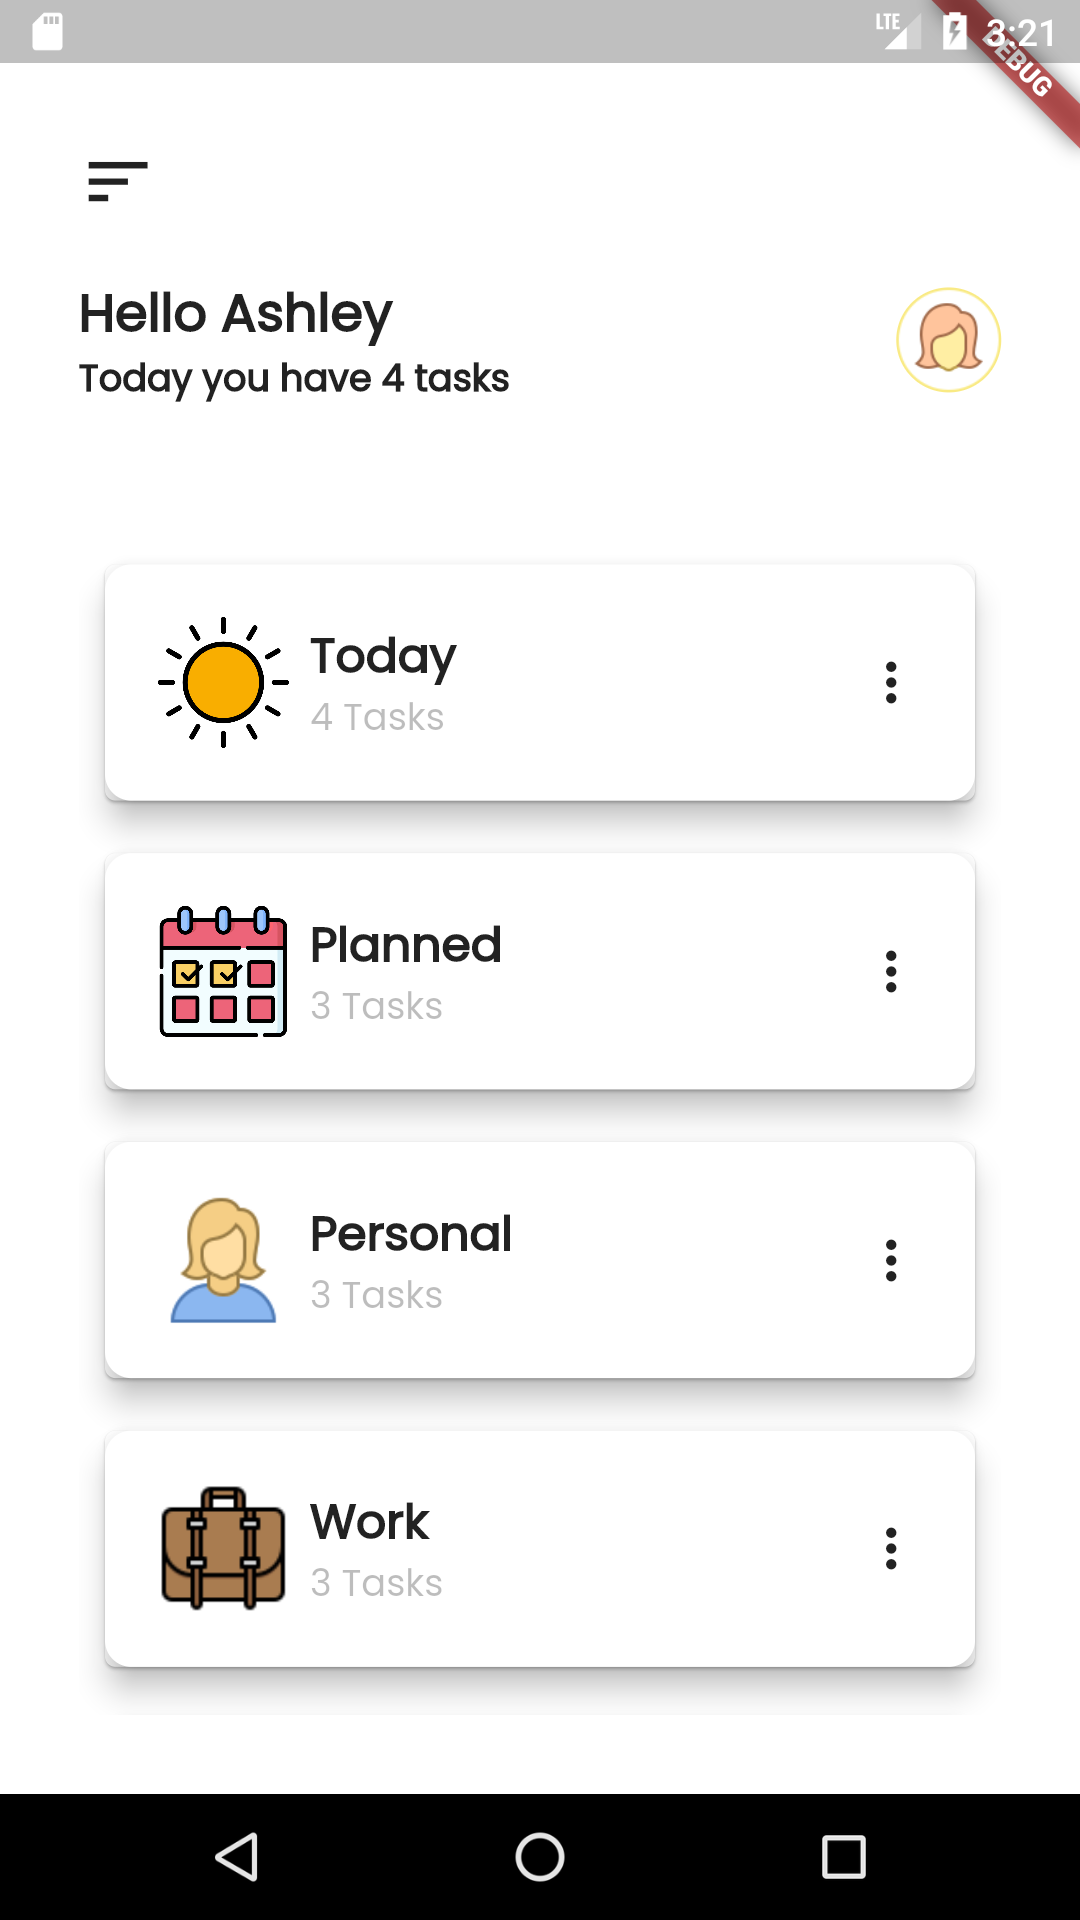 LTE 3:21
DEBUG
Hello Ashley
Today you have 4 tasks
Today
4 Tasks
Planned
3 Tasks
Personal
3 Tasks
Work
3 Tasks